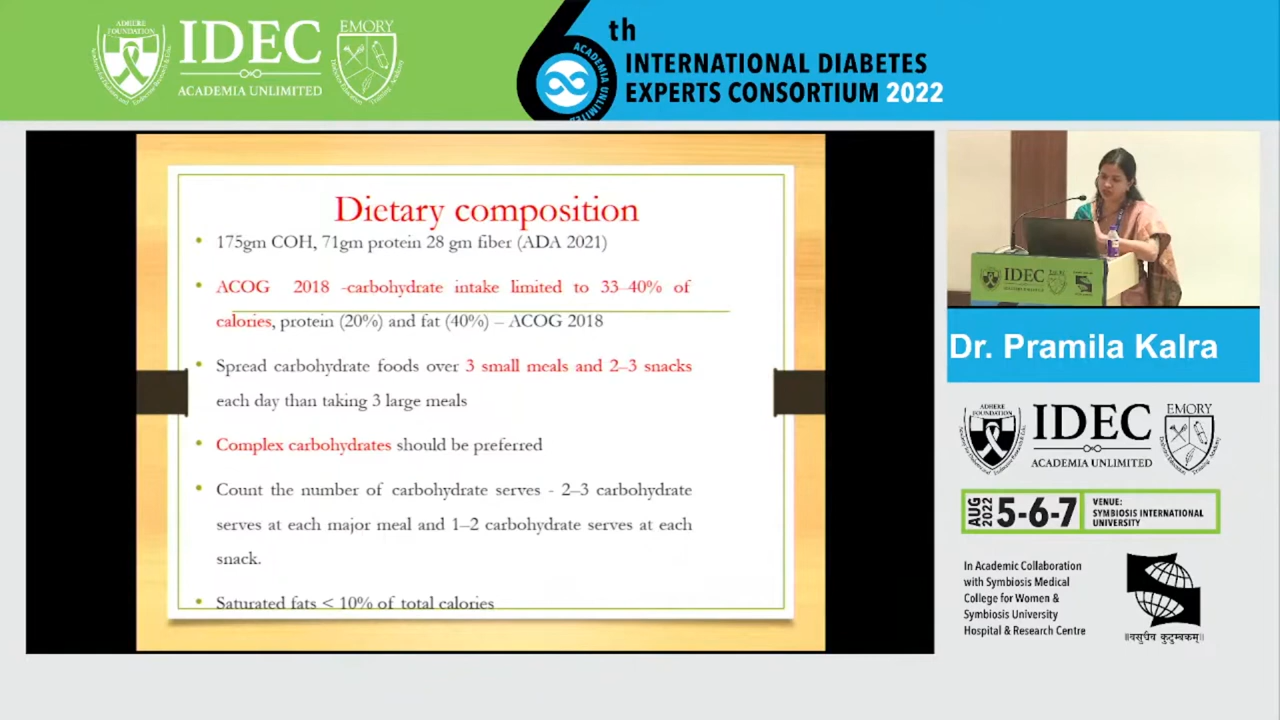 ADHERE
FOUNDATION
IDEC
ACADEMIA UNLIMITED
EMORY
6th
ACADEMIA UNLIMITED
INTERNATIONAL DIABETES
EXPERTS CONSORTIUM 2022
Dietary composition
• 175gm COH, 71gm protein 28 gm fiber (ADA 2021)
• ACOG 2018 -carbohydrate intake limited to 33–40% of
calories, protein (20%) and fat (40%) – ACOG 2018
• Spread carbohydrate foods over 3 small meals and 2–3 snacks
each day than taking 3 large meals
• Complex carbohydrates should be preferred
• Count the number of carbohydrate serves - 2–3 carbohydrate
serves at each major meal and 1–2 carbohydrate serves at each
snack.
• Saturated fats < 10% of total calories
IDEC
Dr. Pramila Kalra
ADHERE
FOUNDATION
IDEC
ACADEMIA UNLIMITED
EMORY
AUG
2022
5-6-7
VENUE:
SYMBIOSIS INTERNATIONAL
UNIVERSITY
In Academic Collaboration
with Symbiosis Medical
College for Women &
Symbiosis University
Hospital & Research Centre
॥वसुधैव कुटुम्बकम्॥